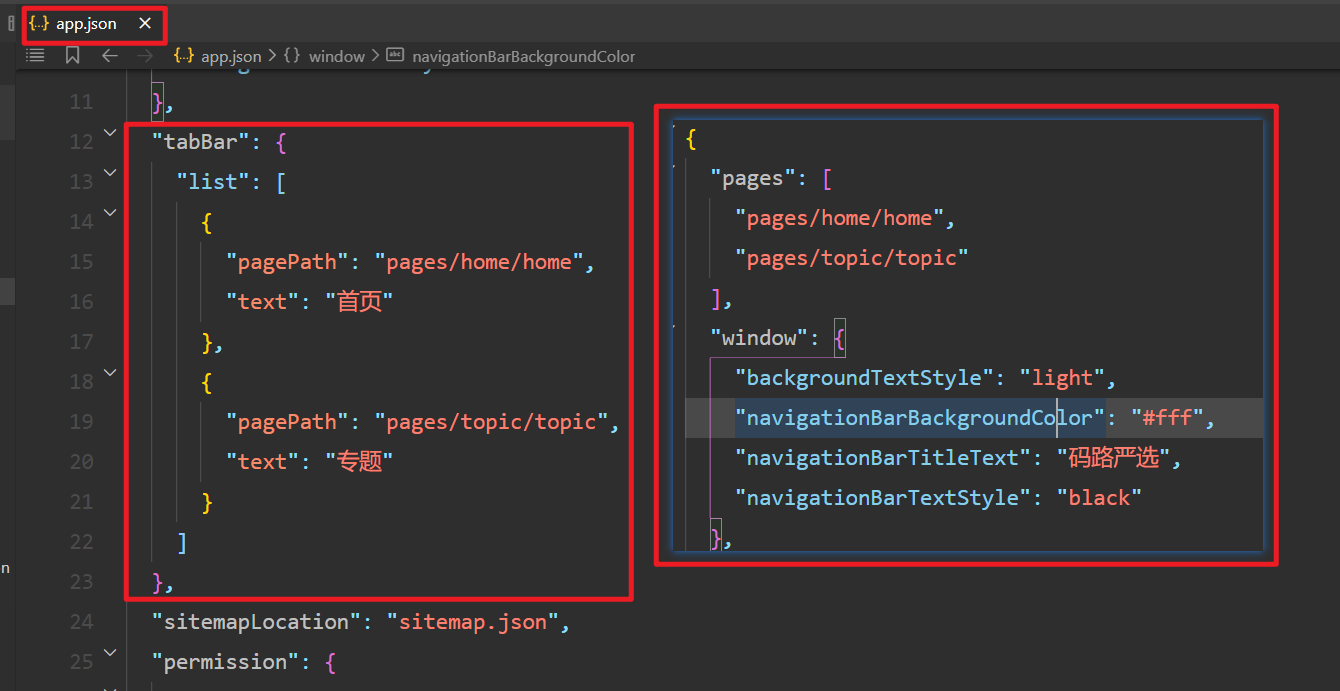 app.json
app.json > {} window > navigationBarBackgroundColor
11 },
12 "tabBar": {
13 "list": [
14 {
15 "pagePath": "pages/home/home",
16 "text": "首页"
17 },
18 {
19 "pagePath": "pages/topic/topic",
20 "text": "专题"
21 }
22 ]
23 },
24 "sitemapLocation": "sitemap.json",
25 "permission": {
{
"pages": [
"pages/home/home",
"pages/topic/topic"
],
"window": {
"backgroundTextStyle": "light",
"navigationBarBackgroundColor": "#fff",
"navigationBarTitleText": "码路严选",
"navigationBarTextStyle": "black"
},
n